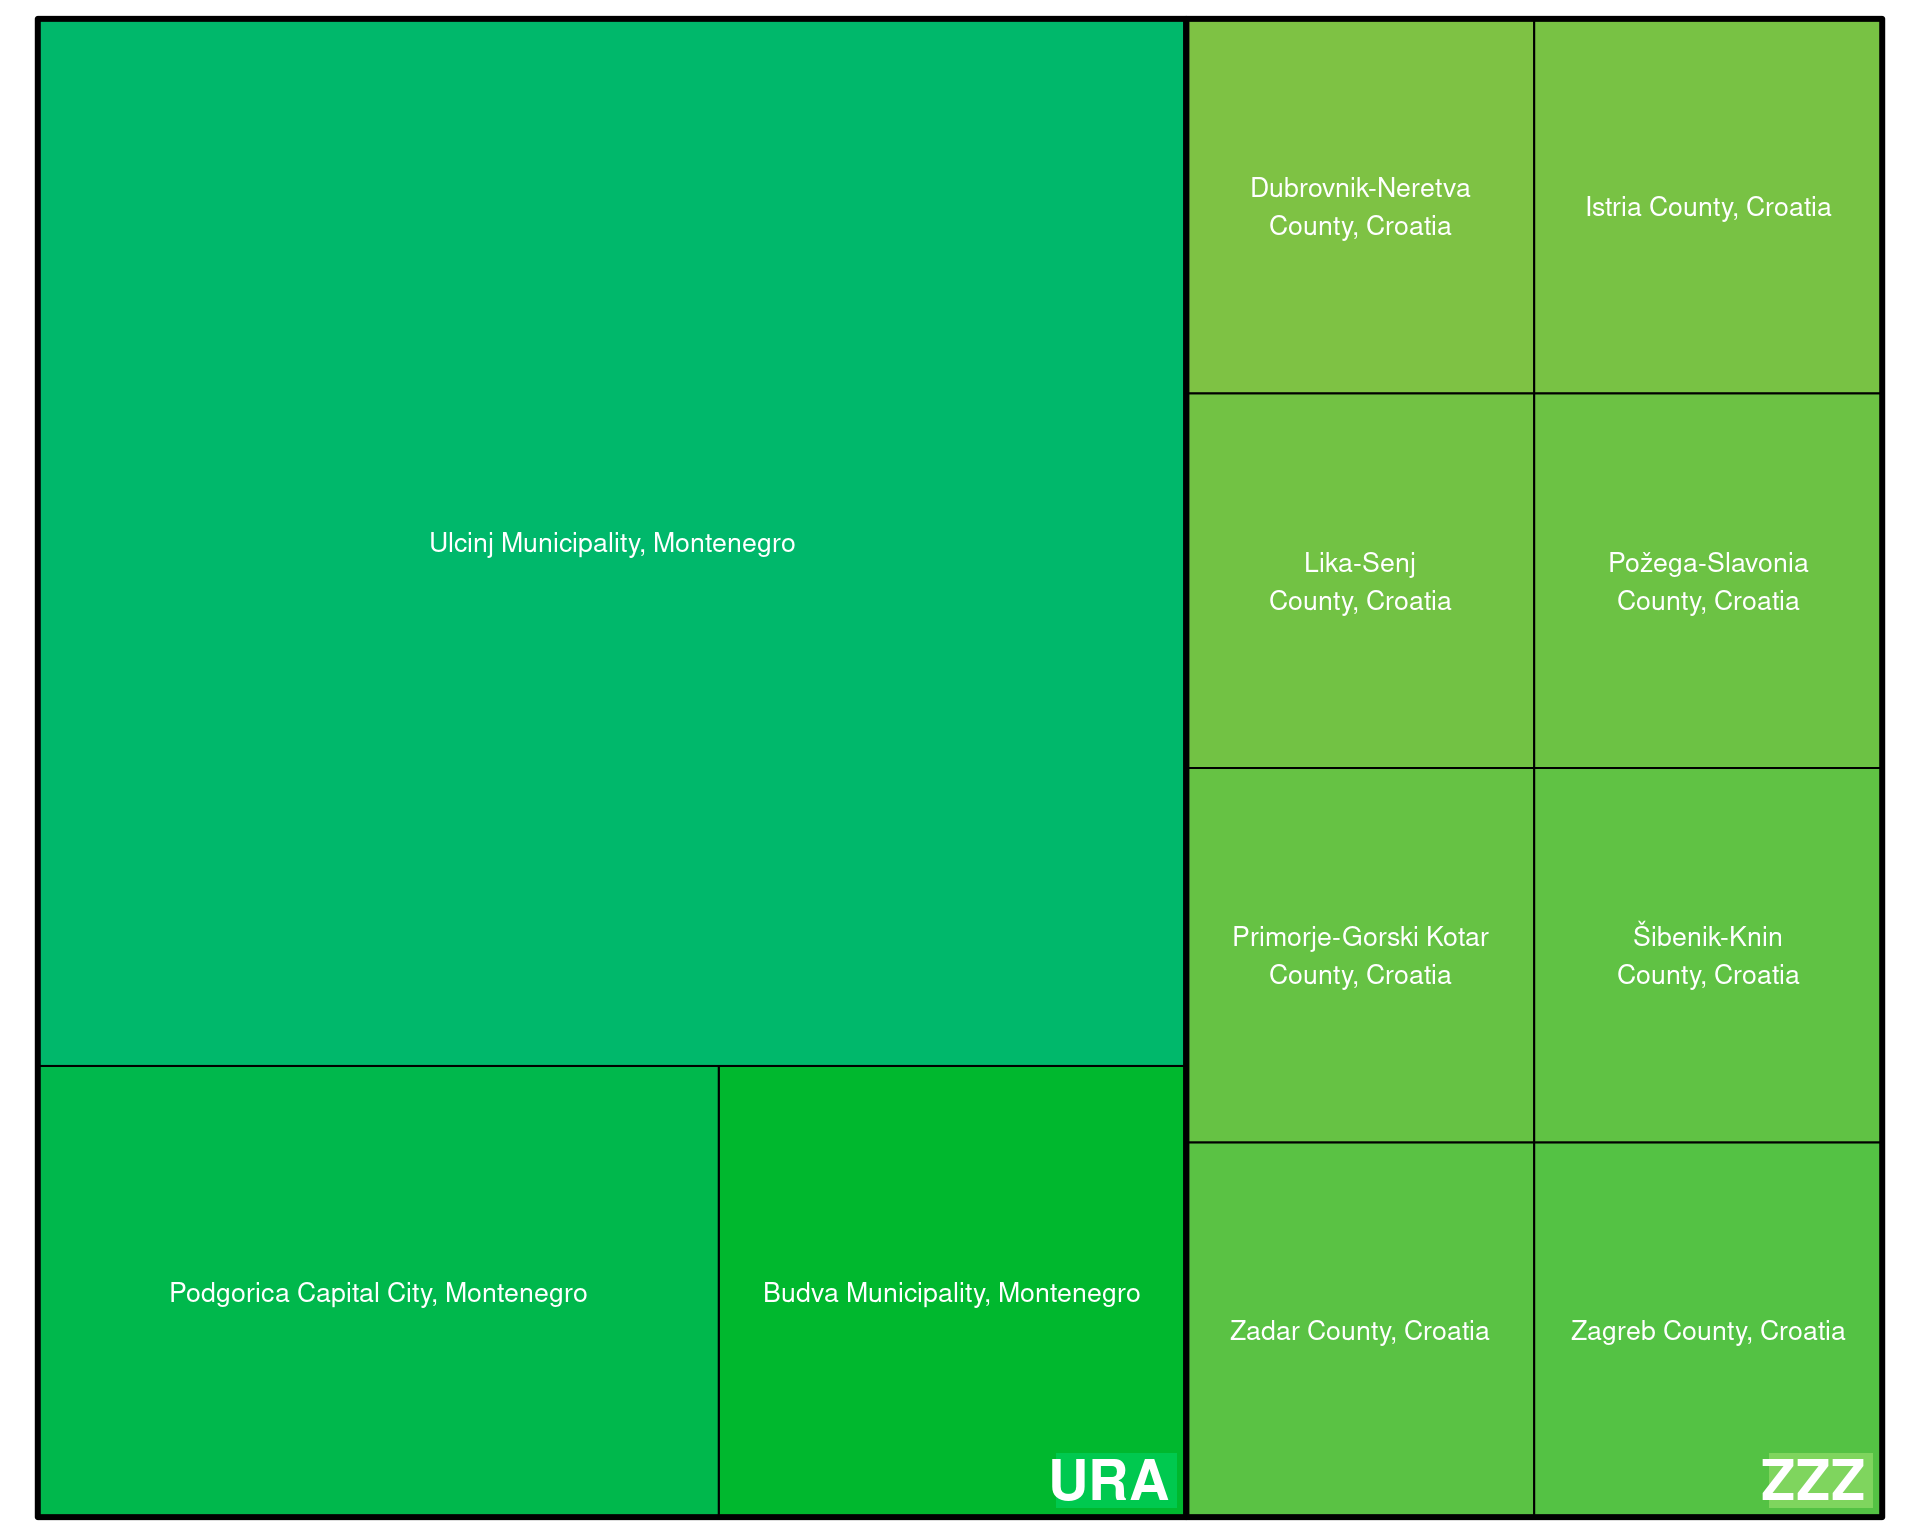 Ulcinj Municipality, Montenegro
Podgorica Capital City, Montenegro
Budva Municipality, Montenegro
URA
Dubrovnik-Neretva
County, Croatia
Istria County, Croatia
Lika-Senj
County, Croatia
Požega-Slavonia
County, Croatia
Primorje-Gorski Kotar
County, Croatia
Šibenik-Knin
County, Croatia
Zadar County, Croatia
Zagreb County, Croatia
ZZZ